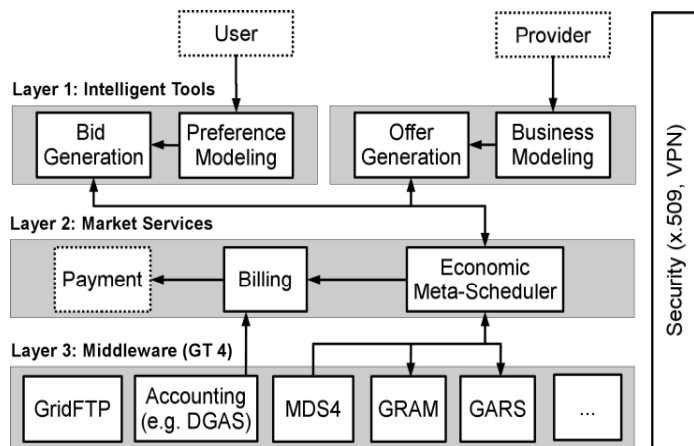 User
Provider
Layer 1: Intelligent Tools
Bid
Generation
Preference
Modeling
Offer
Generation
Business
Modeling
Layer 2: Market Services
Payment
Billing
Economic
Meta-Scheduler
Layer 3: Middleware (GT 4)
GridFTP
Accounting
(e.g. DGAS)
MDS4
GRAM
GARS
...
Security (x.509, VPN)